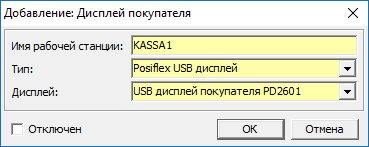 Добавление: Дисплей покупателя
Имя рабочей станции: KASSA1
Тип: Posiflex USB дисплей
Дисплей: USB дисплей покупателя PD2601
Отключен OK Отмена